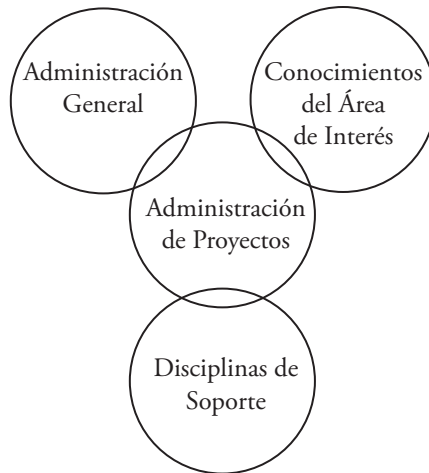 Administración
General
Conocimientos
del Área
de Interés
Administración
de Proyectos
Disciplinas de
Soporte